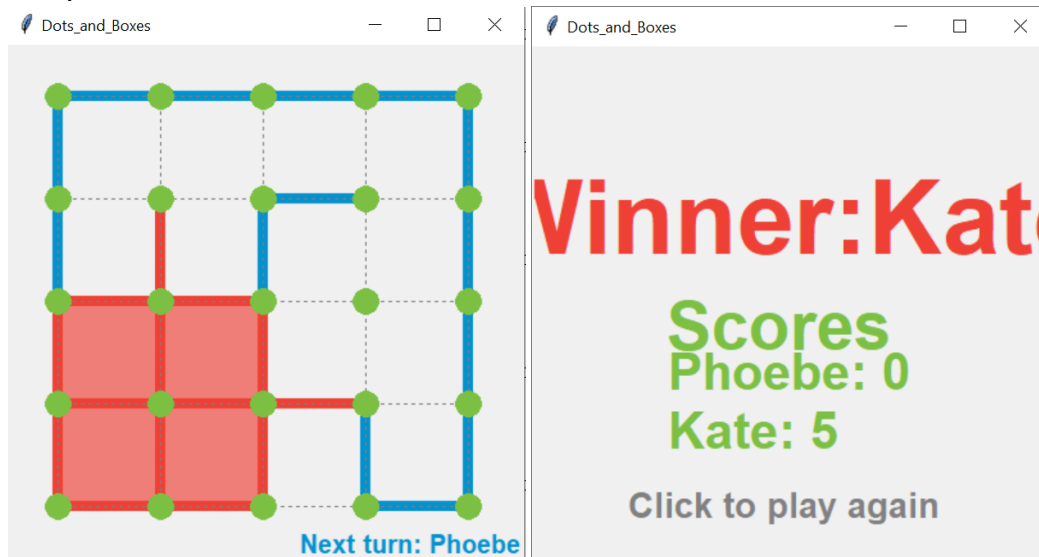 Dots_and_Boxes
Next turn: Phoebe
Dots_and_Boxes
Winner:Kate
Scores
Phoebe: 0
Kate: 5
Click to play again